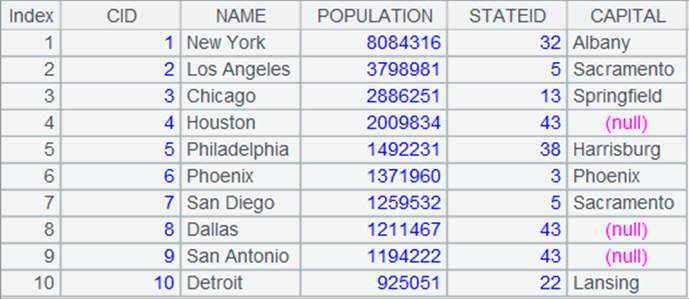 Index CID NAME POPULATION STATEID CAPITAL
1 1 New York 8084316 32 Albany
2 2 Los Angeles 3798981 5 Sacramento
3 3 Chicago 2886251 13 Springfield
4 4 Houston 2009834 43 (null)
5 5 Philadelphia 1492231 38 Harrisburg
6 6 Phoenix 1371960 3 Phoenix
7 7 San Diego 1259532 5 Sacramento
8 8 Dallas 1211467 43 (null)
9 9 San Antonio 1194222 43 (null)
10 10 Detroit 925051 22 Lansing